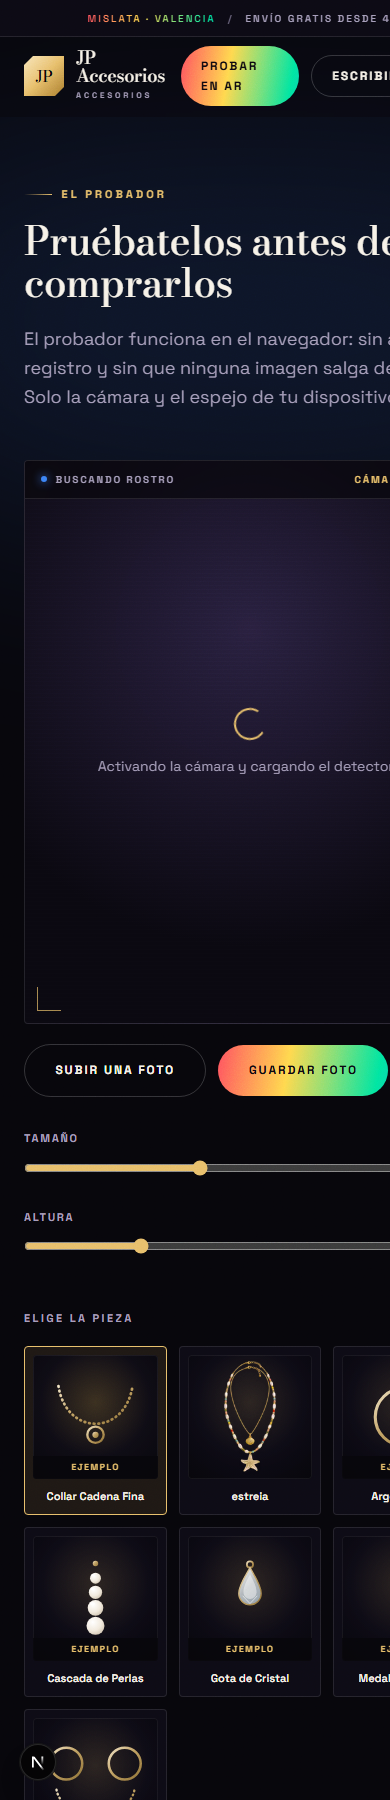 MISLATA · VALENCIA / ENVÍO GRATIS DESDE 4
JP
JP
Accesorios
ACCESORIOS
PROBAR
EN AR
ESCRIBI
EL PROBADOR
Pruébatelos antes de
comprarlos
El probador funciona en el navegador: sin a
registro y sin que ninguna imagen salga de
Solo la cámara y el espejo de tu dispositivo
BUSCANDO ROSTRO
CÁMA
Activando la cámara y cargando el detector
SUBIR UNA FOTO
GUARDAR FOTO
TAMAÑO
ALTURA
ELIGE LA PIEZA
EJEMPLO
EJ
Collar Cadena Fina
estreia
Arg
EJEMPLO
EJEMPLO
EJ
Cascada de Perlas
Gota de Cristal
Medal
N